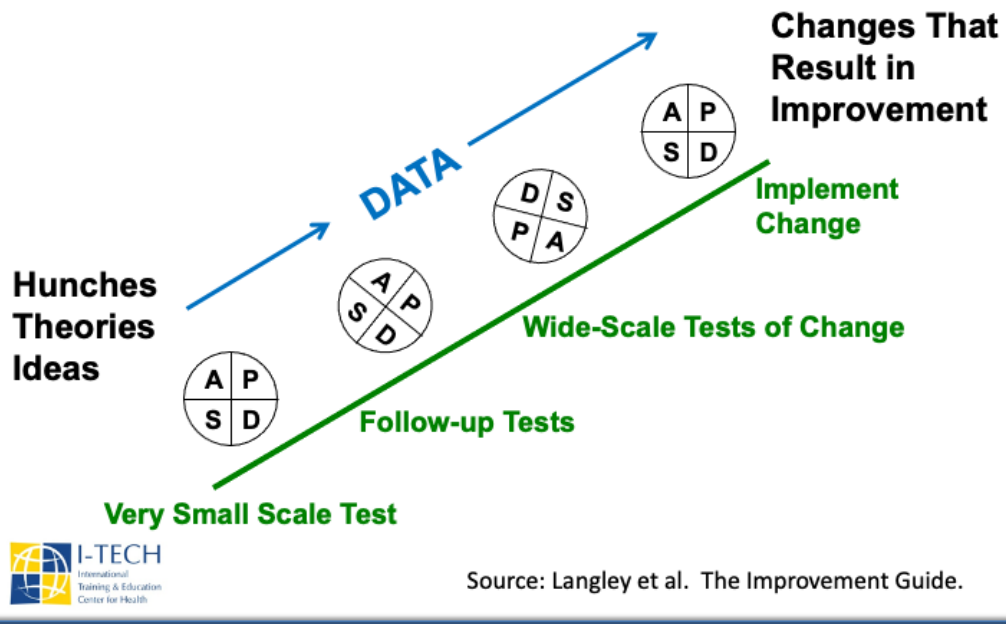 Changes That
Result in
Improvement
A P
S D
DATA
D S
P A
Implement
Change
Hunches
Theories
Ideas
A P
S D
Wide-Scale Tests of Change
A P
S D
Follow-up Tests
Very Small Scale Test
I-TECH
International
Training & Education
Center for Health
Source: Langley et al.  The Improvement Guide.